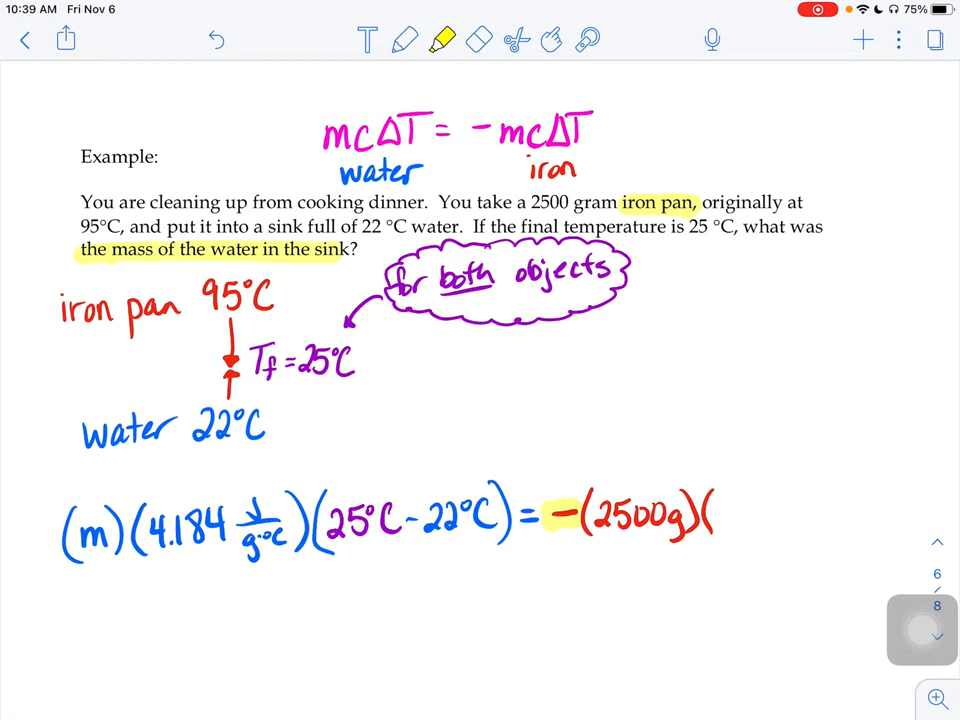 10:39 AM Fri Nov 6
75%
T
mc∆T = - mc∆T
Example:
water iron
You are cleaning up from cooking dinner. You take a 2500 gram iron pan, originally at
95°C, and put it into a sink full of 22 °C water. If the final temperature is 25 °C, what was
the mass of the water in the sink?
for both objects
iron pan 95°C
Tf = 25°C
water 22°C
(m)(4.184 J/g·°C)(25°C - 22°C) = -(2500g)(
6
/
8